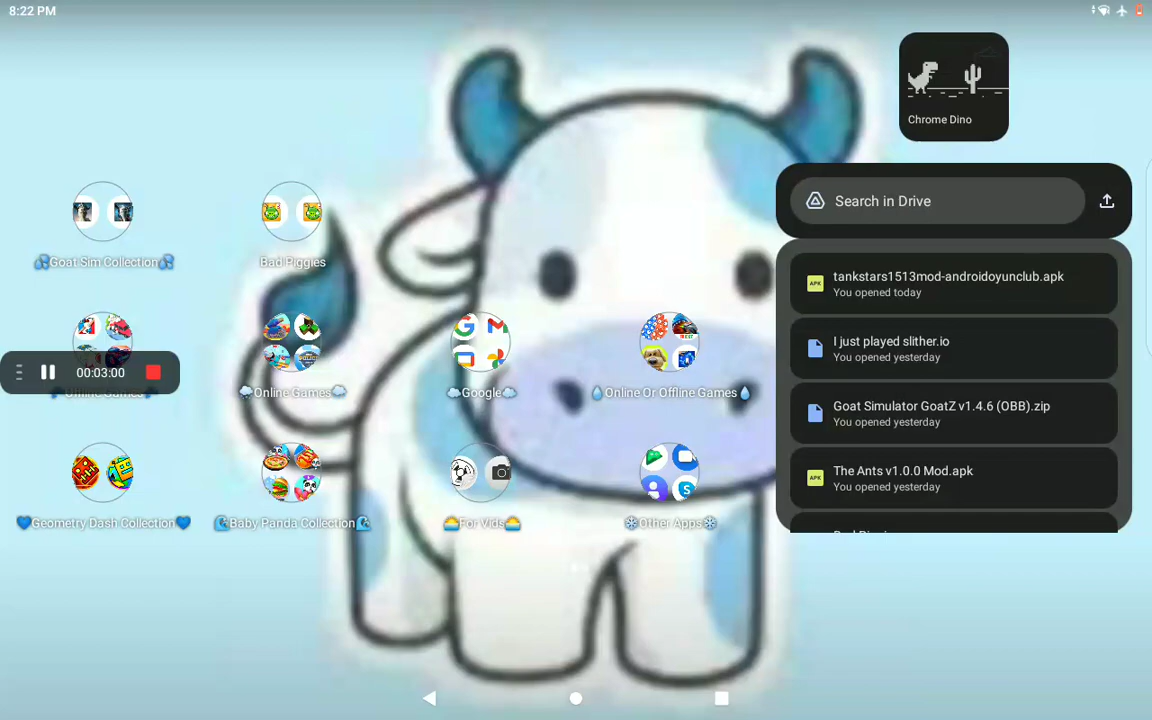 8:22 PM
Chrome Dino
Search in Drive
💦Goat Sim Collection💦
Bad Piggies
tankstars1513mod-androidoyunclub.apk
You opened today
I just played slither.io
You opened yesterday
00:03:00
🌧Online Games🌧
☁Google☁
💧Online Or Offline Games💧
Goat Simulator GoatZ v1.4.6 (OBB).zip
You opened yesterday
The Ants v1.0.0 Mod.apk
You opened yesterday
💙Geometry Dash Collection💙
🌊Baby Panda Collection🌊
🌅For Vids🌅
❄Other Apps❄